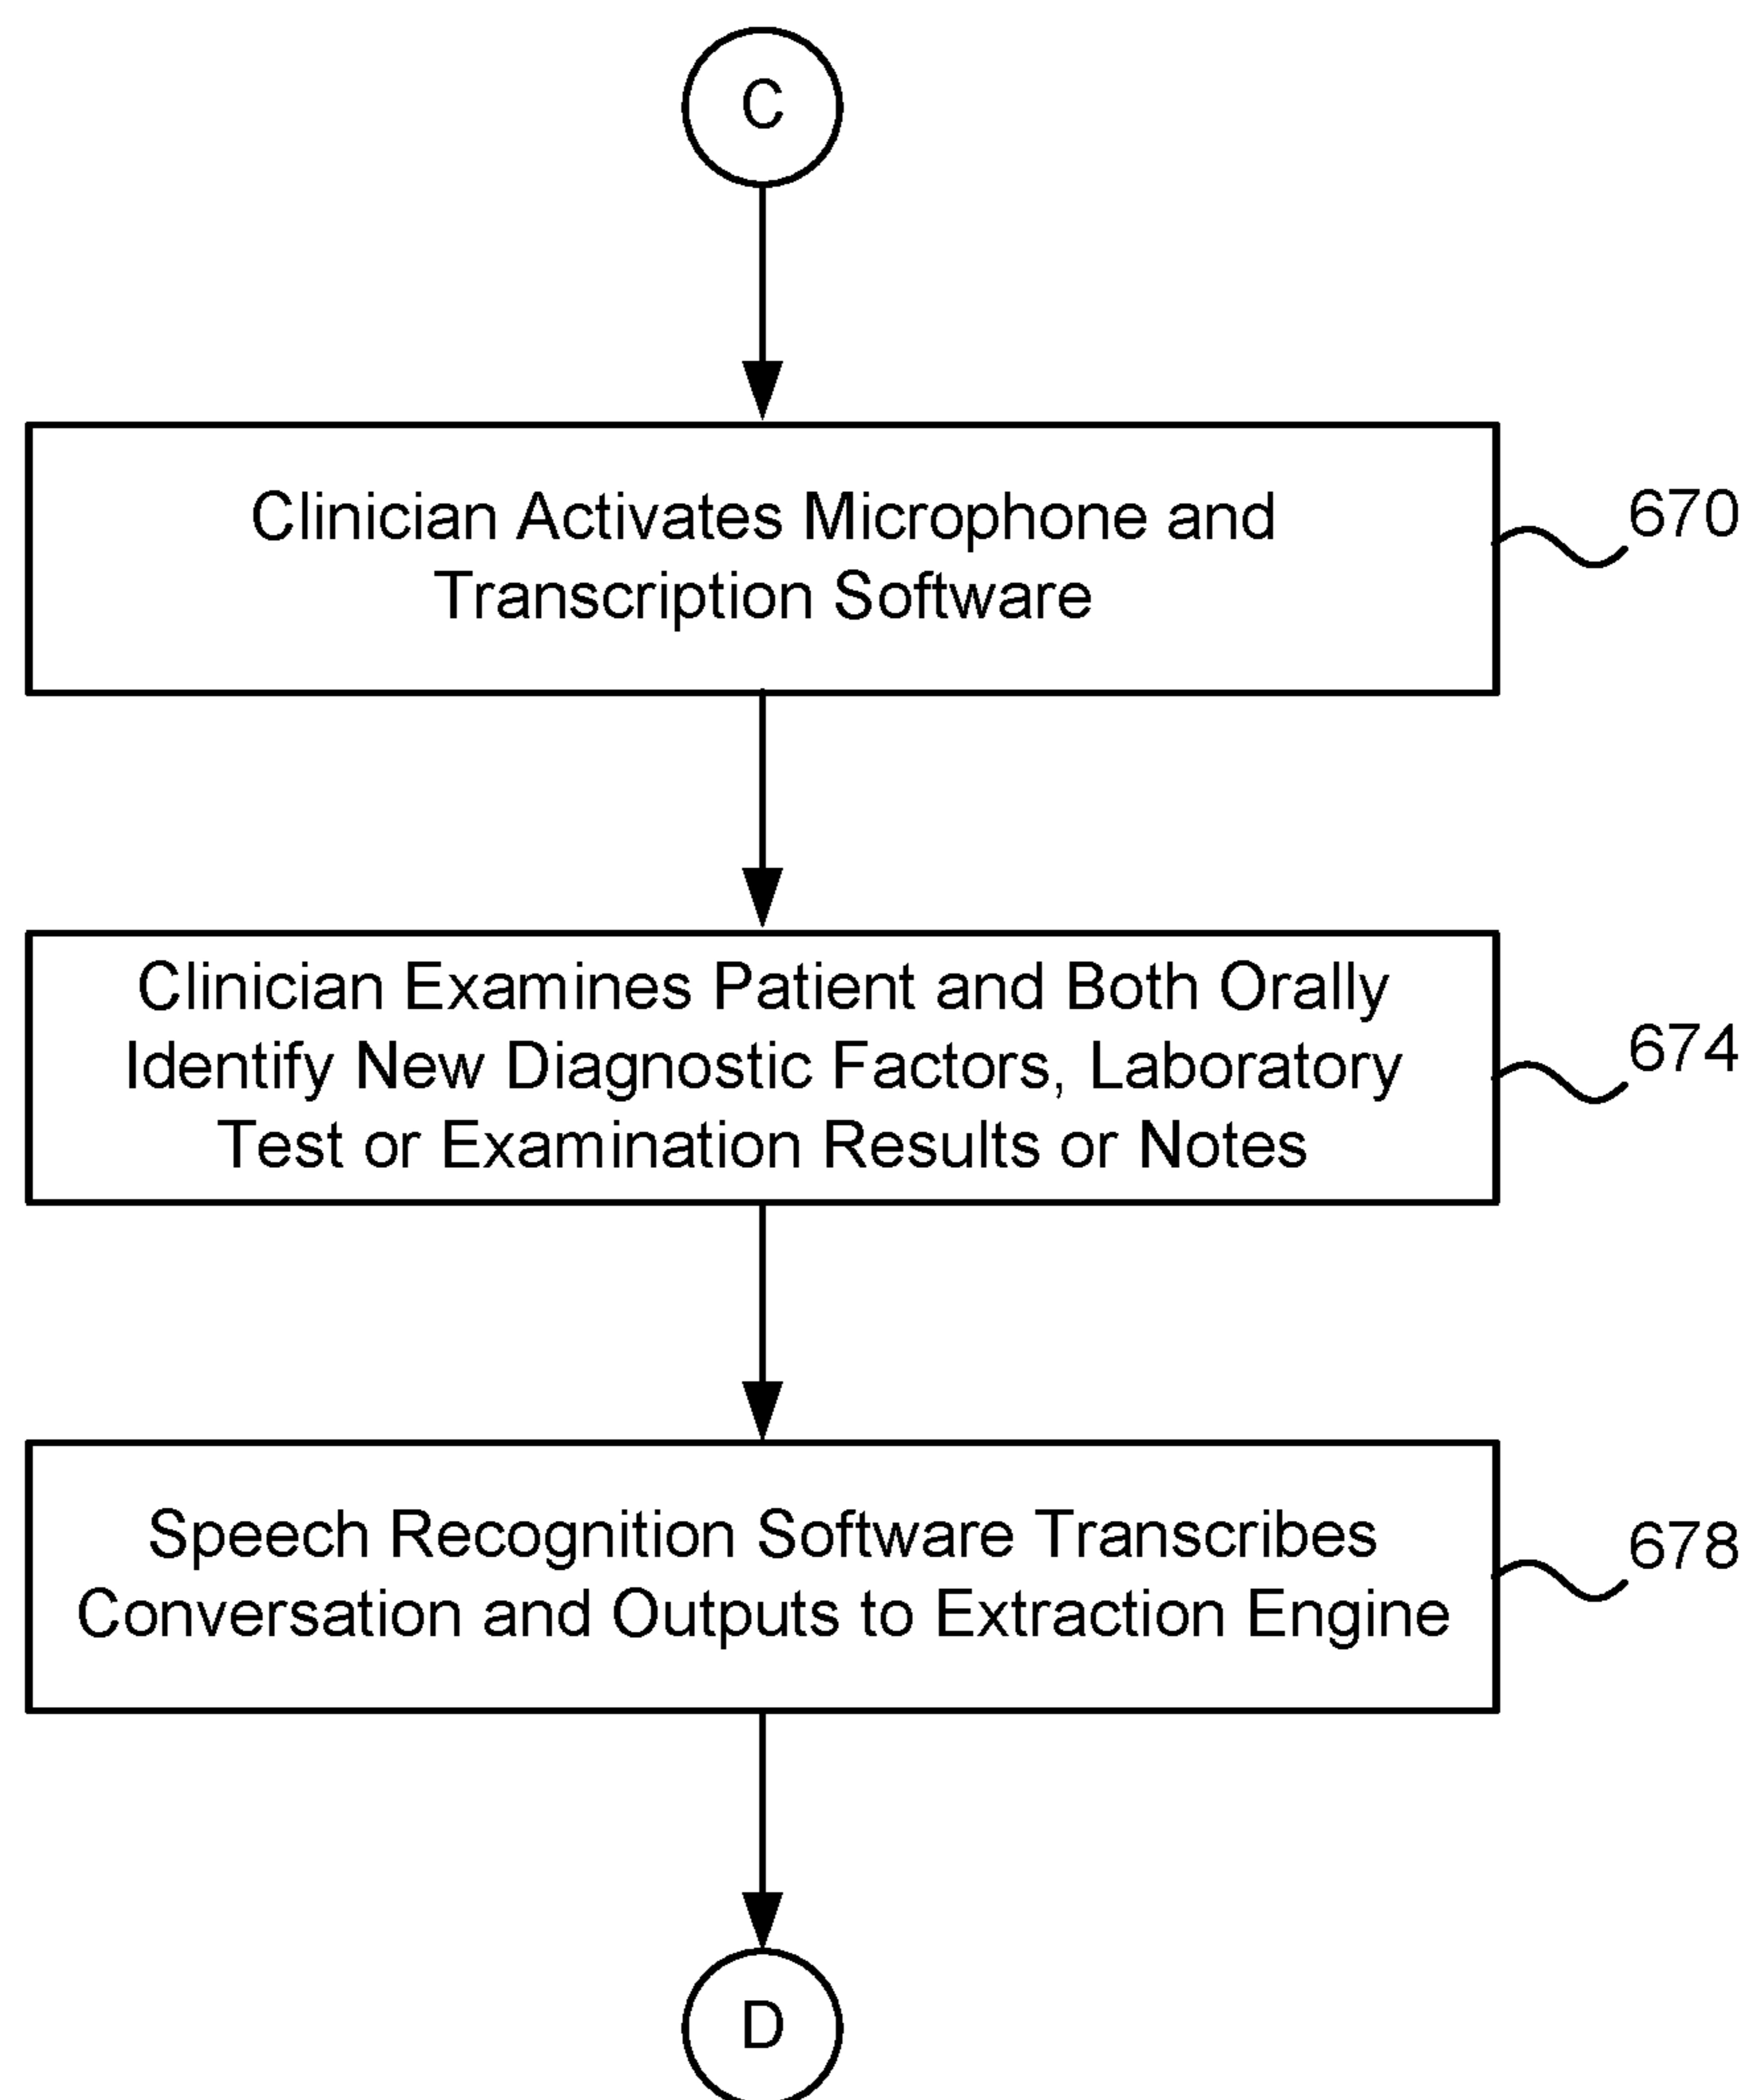 C
Clinician Activates Microphone and
Transcription Software
670
Clinician Examines Patient and Both Orally
Identify New Diagnostic Factors, Laboratory
Test or Examination Results or Notes
674
Speech Recognition Software Transcribes
Conversation and Outputs to Extraction Engine
678
D